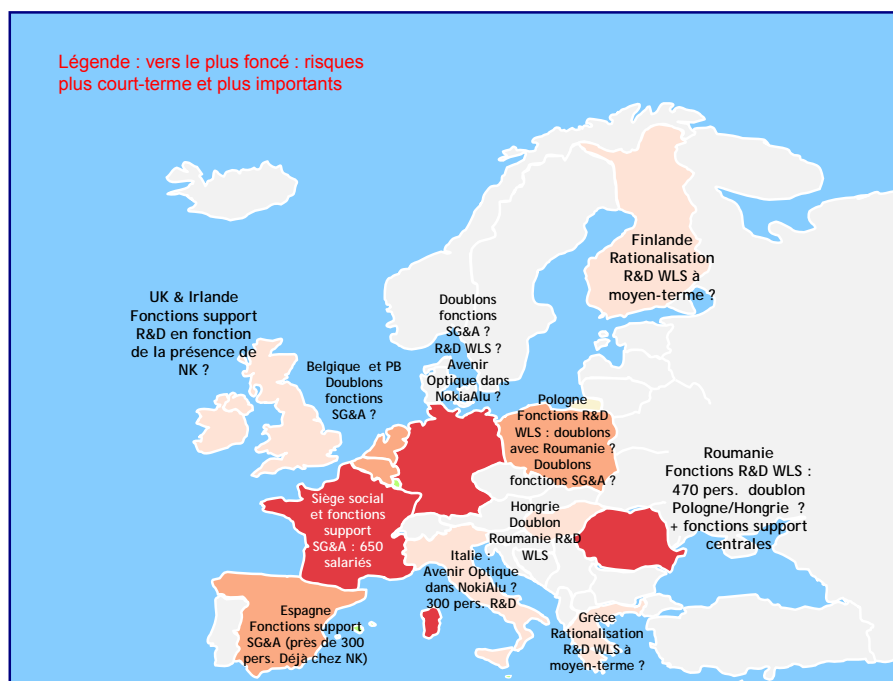 Légende : vers le plus foncé : risques
plus court-terme et plus importants
Finlande
Rationalisation
R&D WLS à
moyen-terme ?
UK & Irlande
Fonctions support
R&D en fonction
de la présence de
NK ?
Doublons
fonctions
SG&A ?
R&D WLS ?
Avenir
Optique dans
NokiaAlu ?
Belgique et PB
Doublons
fonctions
SG&A ?
Pologne
Fonctions R&D
WLS : doublons
avec Roumanie ?
Doublons
fonctions SG&A ?
Roumanie
Fonctions R&D WLS :
470 pers. doublon
Pologne/Hongrie ?
+ fonctions support
centrales
Siège social
et fonctions
support
SG&A : 650
salariés
Hongrie
Doublon
Roumanie R&D
WLS
Italie :
Avenir Optique
dans NokiAlu ?
300 pers. R&D
Espagne
Fonctions support
SG&A (près de 300
pers. Déjà chez NK)
Grèce
Rationalisation
R&D WLS à
moyen-terme ?